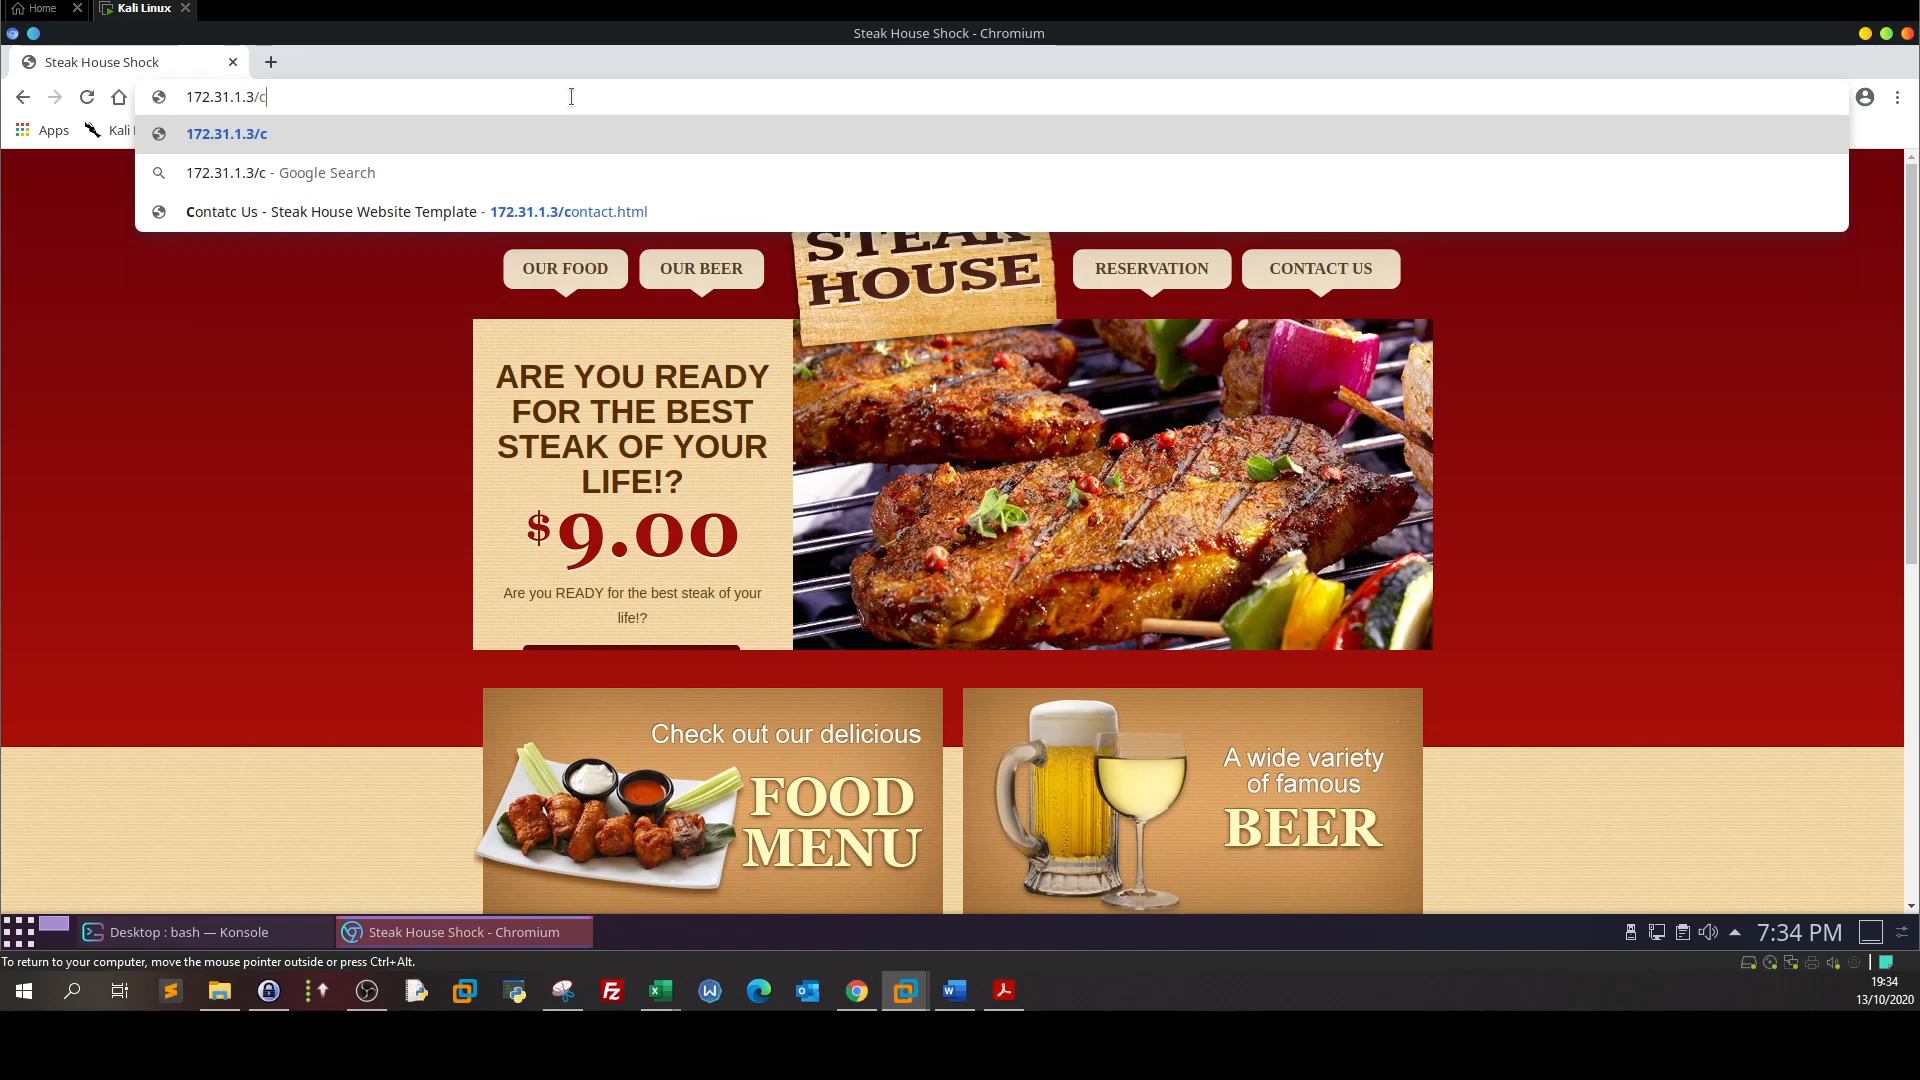 Home
Kali Linux
Steak House Shock - Chromium
Steak House Shock
172.31.1.3/c
Apps
Kali
172.31.1.3/c
172.31.1.3/c - Google Search
Contatc Us - Steak House Website Template - 172.31.1.3/contact.html
OUR FOOD
OUR BEER
STEAK
HOUSE
RESERVATION
CONTACT US
ARE YOU READY
FOR THE BEST
STEAK OF YOUR
LIFE!?
$9.00
Are you READY for the best steak of your
life!?
Check out our delicious
FOOD
MENU
A wide variety
of famous
BEER
Desktop : bash — Konsole
Steak House Shock - Chromium
7:34 PM
To return to your computer, move the mouse pointer outside or press Ctrl+Alt.
19:34
13/10/2020